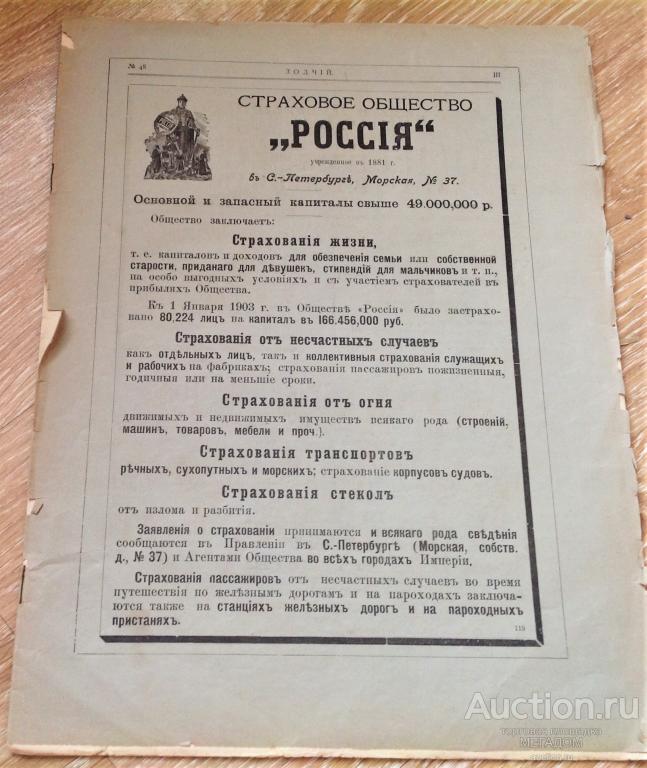 № 48
ЗОДЧІЙ.
III
СТРАХОВОЕ ОБЩЕСТВО
„РОССІЯ“
учрежденное въ 1881 г.
въ С.-Петербургѣ, Морская, № 37.
Основной и запасный капиталы свыше 49.000,000 р.
Общество заключаетъ:
Страхованія жизни,
т. е. капиталовъ и доходовъ для обезпеченія семьи или собственной
старости, приданаго для дѣвушекъ, стипендій для мальчиковъ и т. п.,
на особо выгодныхъ условіяхъ и съ участіемъ страхователей въ
прибыляхъ Общества.
Къ 1 Января 1903 г. въ Обществѣ «Россія» было застрахо-
вано 80,224 лицъ на капиталъ въ 166.456,000 руб.
Страхованія отъ несчастныхъ случаевъ
какъ отдѣльныхъ лицъ, такъ и коллективныя страхованія служащихъ
и рабочихъ на фабрикахъ; страхованія пассажировъ пожизненныя,
годичныя или на меньшіе сроки.
Страхованія отъ огня
движимыхъ и недвижимыхъ имуществъ всякаго рода (строеній,
машинъ, товаровъ, мебели и проч.).
Страхованія транспортовъ
рѣчныхъ, сухопутныхъ и морскихъ; страхованіе корпусовъ судовъ.
Страхованія стеколъ
отъ излома и разбитія.
Заявленія о страхованіи принимаются и всякаго рода свѣдѣнія
сообщаются въ Правленіи въ С.-Петербургѣ (Морская, собств.
д., № 37) и Агентами Общества во всѣхъ городахъ Имперіи.
Страхованія пассажировъ отъ несчастныхъ случаевъ во время
путешествія по желѣзнымъ дорогамъ и на пароходахъ заключа-
ются также на станціяхъ желѣзныхъ дорогъ и на пароходныхъ
пристаняхъ.
119
Auction.ru
торговая площадка
МЕГАДОМ
auction.ru